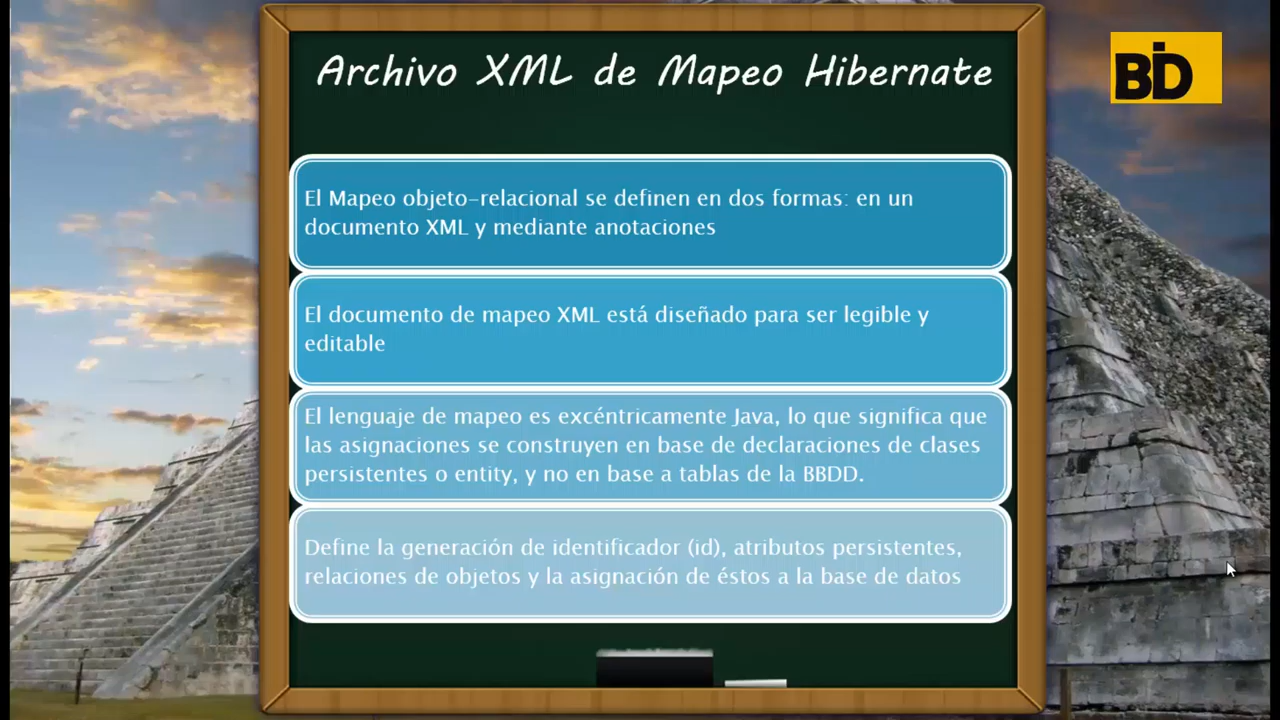 Archivo XML de Mapeo Hibernate
BID
El Mapeo objeto-relacional se definen en dos formas: en un
documento XML y mediante anotaciones
El documento de mapeo XML está diseñado para ser legible y
editable
El lenguaje de mapeo es excéntricamente Java, lo que significa que
las asignaciones se construyen en base de declaraciones de clases
persistentes o entity, y no en base a tablas de la BBDD.
Define la generación de identificador (id), atributos persistentes,
relaciones de objetos y la asignación de éstos a la base de datos